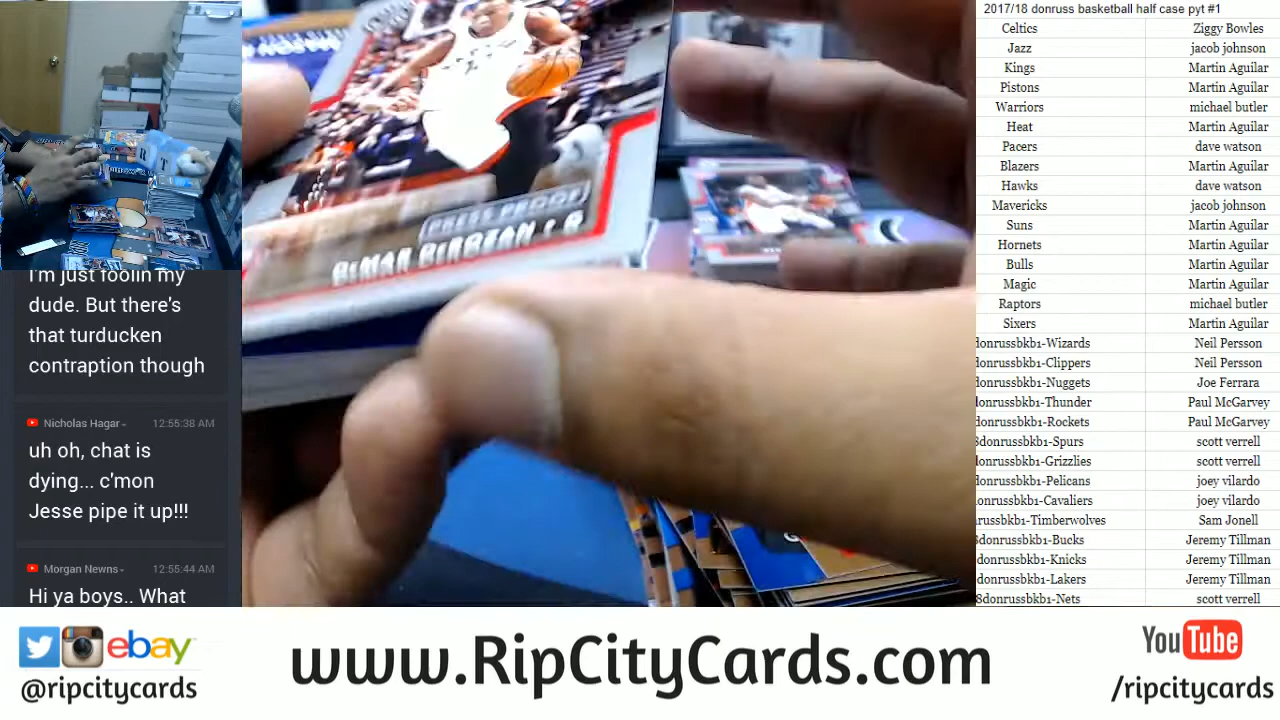 2017/18 donruss basketball half case pyt #1
Celtics Ziggy Bowles
Jazz jacob johnson
Kings Martin Aguilar
Pistons Martin Aguilar
Warriors michael butler
Heat Martin Aguilar
Pacers dave watson
Blazers Martin Aguilar
Hawks dave watson
Mavericks jacob johnson
Suns Martin Aguilar
Hornets Martin Aguilar
Bulls Martin Aguilar
Magic Martin Aguilar
Raptors michael butler
Sixers Martin Aguilar
donrussbkb1-Wizards Neil Persson
donrussbkb1-Clippers Neil Persson
donrussbkb1-Nuggets Joe Ferrara
donrussbkb1-Thunder Paul McGarvey
donrussbkb1-Rockets Paul McGarvey
8donrussbkb1-Spurs scott verrell
donrussbkb1-Grizzlies scott verrell
donrussbkb1-Pelicans joey vilardo
donrussbkb1-Cavaliers joey vilardo
russbkb1-Timberwolves Sam Jonell
8donrussbkb1-Bucks Jeremy Tillman
donrussbkb1-Knicks Jeremy Tillman
donrussbkb1-Lakers Jeremy Tillman
8donrussbkb1-Nets scott verrell
PRESS PROOF
DEMAR DEROZAN • G
I'm just foolin my
dude. But there's
that turducken
contraption though
Nicholas Hagar 12:55:38 AM
uh oh, chat is
dying... c'mon
Jesse pipe it up!!!
Morgan Newns 12:55:44 AM
Hi ya boys.. What
ebay
@ripcitycards
www.RipCityCards.com
YouTube
/ripcitycards